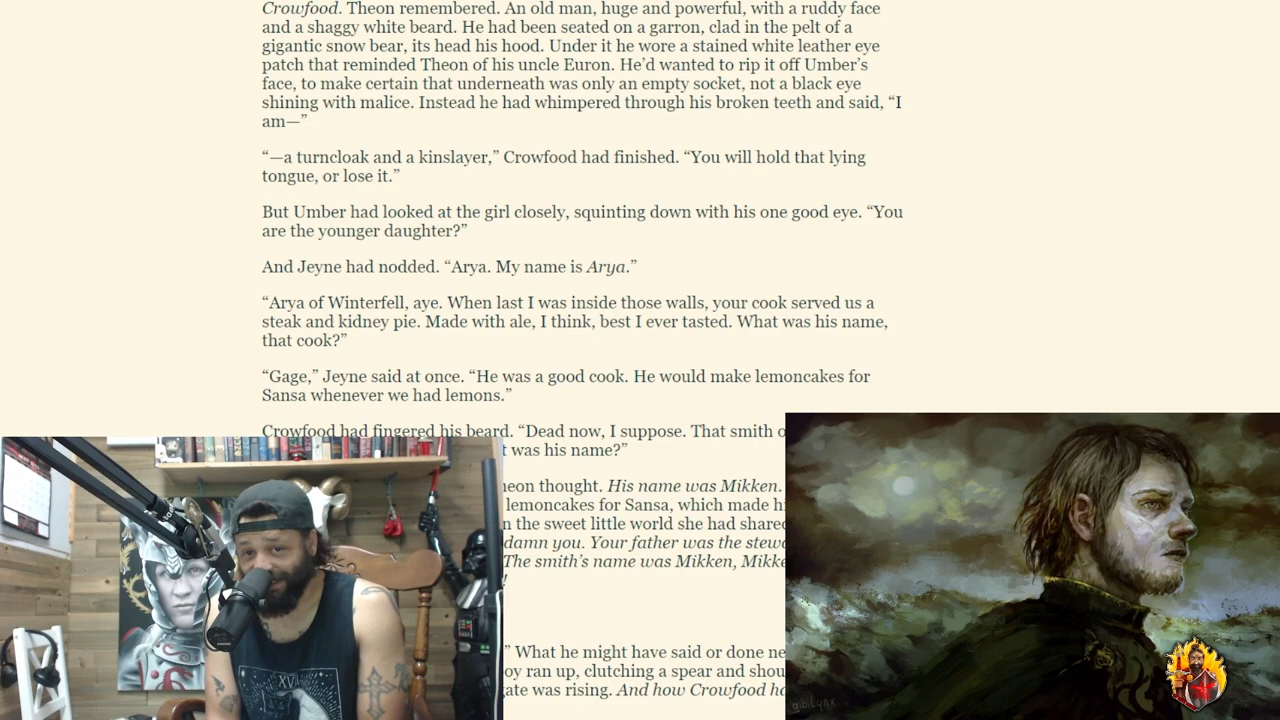 Crowfood. Theon remembered. An old man, huge and powerful, with a ruddy face
and a shaggy white beard. He had been seated on a garron, clad in the pelt of a
gigantic snow bear, its head his hood. Under it he wore a stained white leather eye
patch that reminded Theon of his uncle Euron. He’d wanted to rip it off Umber’s
face, to make certain that underneath was only an empty socket, not a black eye
shining with malice. Instead he had whimpered through his broken teeth and said, “I
am—”
“—a turncloak and a kinslayer,” Crowfood had finished. “You will hold that lying
tongue, or lose it.”
But Umber had looked at the girl closely, squinting down with his one good eye. “You
are the younger daughter?”
And Jeyne had nodded. “Arya. My name is Arya.”
“Arya of Winterfell, aye. When last I was inside those walls, your cook served us a
steak and kidney pie. Made with ale, I think, best I ever tasted. What was his name,
that cook?”
“Gage,” Jeyne said at once. “He was a good cook. He would make lemoncakes for
Sansa whenever we had lemons.”
Crowfood had fingered his beard. “Dead now, I suppose. That smith o
t was his name?”
neon thought. His name was Mikken.
lemoncakes for Sansa, which made hi
n the sweet little world she had shared
damn you. Your father was the stewa
The smith’s name was Mikken, Mikke
!
” What he might have said or done ne
oy ran up, clutching a spear and shou
ate was rising. And how Crowfood ha
XVII
RODE
gibiLynx